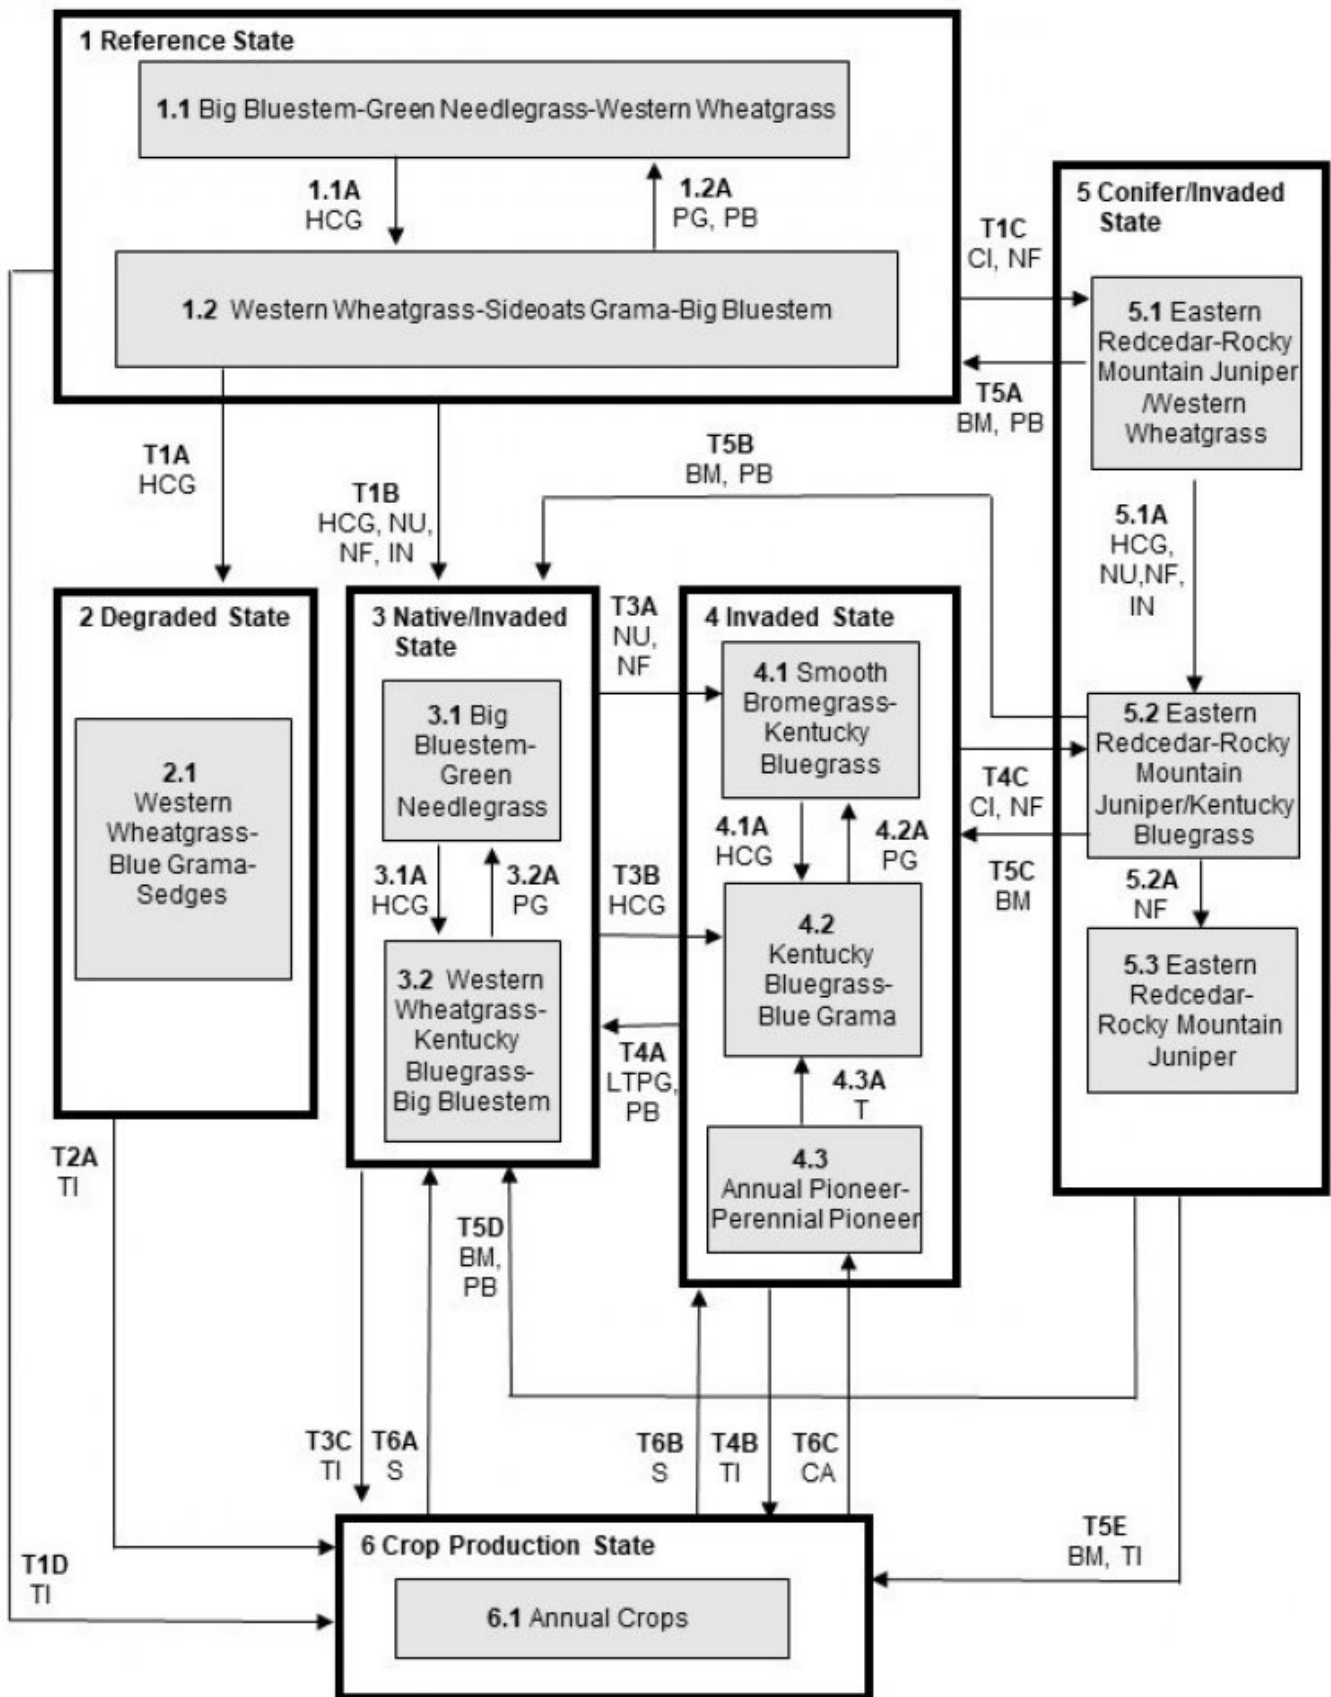 1 Reference State
1.1 Big Bluestem-Green Needlegrass-Western Wheatgrass
1.1A
HCG
1.2A
PG, PB
1.2 Western Wheatgrass-Sideoats Grama-Big Bluestem
T1C
CI, NF
T5A
BM, PB
5 Conifer/Invaded
State
5.1 Eastern
Redcedar-Rocky
Mountain Juniper
/Western
Wheatgrass
T1A
HCG
T1B
HCG, NU,
NF, IN
T5B
BM, PB
5.1A
HCG,
NU,NF,
IN
2 Degraded State
2.1
Western
Wheatgrass-
Blue Grama-
Sedges
3 Native/Invaded
State
3.1 Big
Bluestem-
Green
Needlegrass
3.1A
HCG
3.2A
PG
3.2 Western
Wheatgrass-
Kentucky
Bluegrass-
Big Bluestem
T3A
NU,
NF
T3B
HCG
T4A
LTPG,
PB
4 Invaded State
4.1 Smooth
Bromegrass-
Kentucky
Bluegrass
4.1A
HCG
4.2A
PG
4.2
Kentucky
Bluegrass-
Blue Grama
4.3A
T
4.3
Annual Pioneer-
Perennial Pioneer
T4C
CI, NF
T5C
BM
5.2 Eastern
Redcedar-Rocky
Mountain
Juniper/Kentucky
Bluegrass
5.2A
NF
5.3 Eastern
Redcedar-
Rocky Mountain
Juniper
T2A
TI
T5D
BM,
PB
T3C
TI
T6A
S
T6B
S
T4B
TI
T6C
CA
T5E
BM, TI
T1D
TI
6 Crop Production State
6.1 Annual Crops